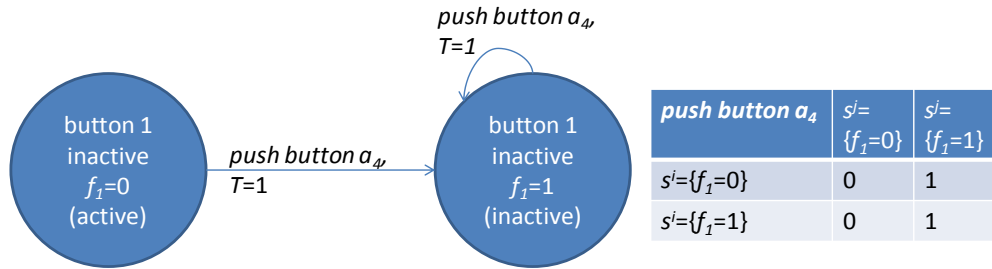 push button a₄,
T=1
button 1
inactive
f₁=0
(active)
push button a₄,
T=1
button 1
inactive
f₁=1
(inactive)
push button a₄ sʲ= sʲ=
{f₁=0} {f₁=1}
sⁱ={f₁=0} 0 1
sⁱ={f₁=1} 0 1